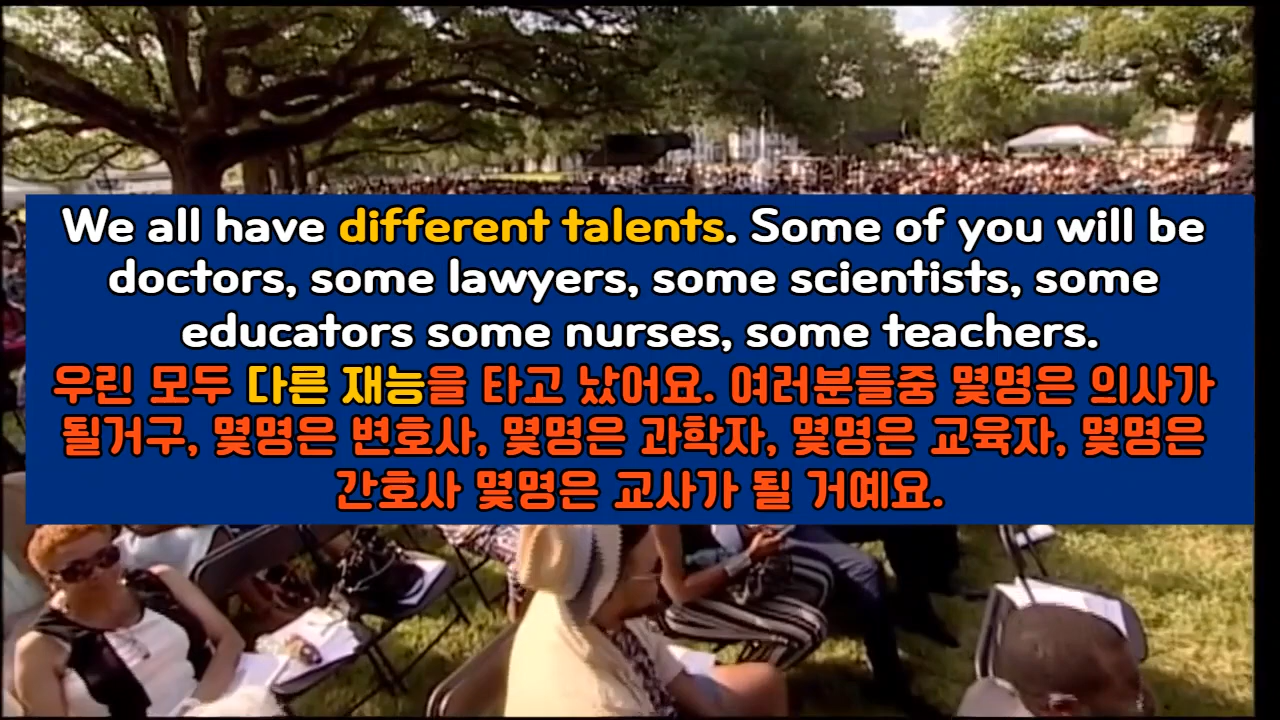 We all have different talents. Some of you will be
doctors, some lawyers, some scientists, some
educators some nurses, some teachers.
우린 모두 다른 재능을 타고 났어요. 여러분들중 몇명은 의사가
될거구, 몇명은 변호사, 몇명은 과학자, 몇명은 교육자, 몇명은
간호사 몇명은 교사가 될 거예요.